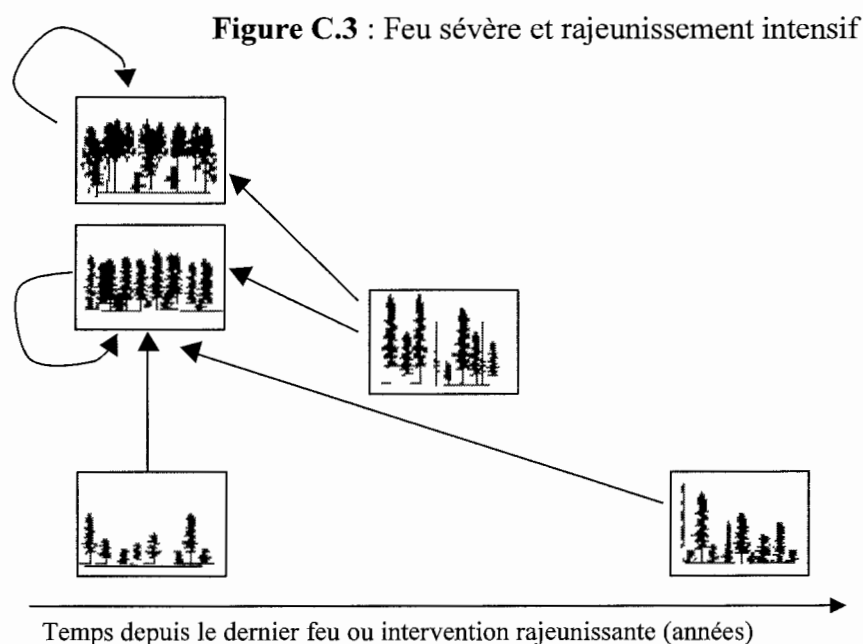 Figure C.3 : Feu sévère et rajeunissement intensif
Temps depuis le dernier feu ou intervention rajeunissante (années)